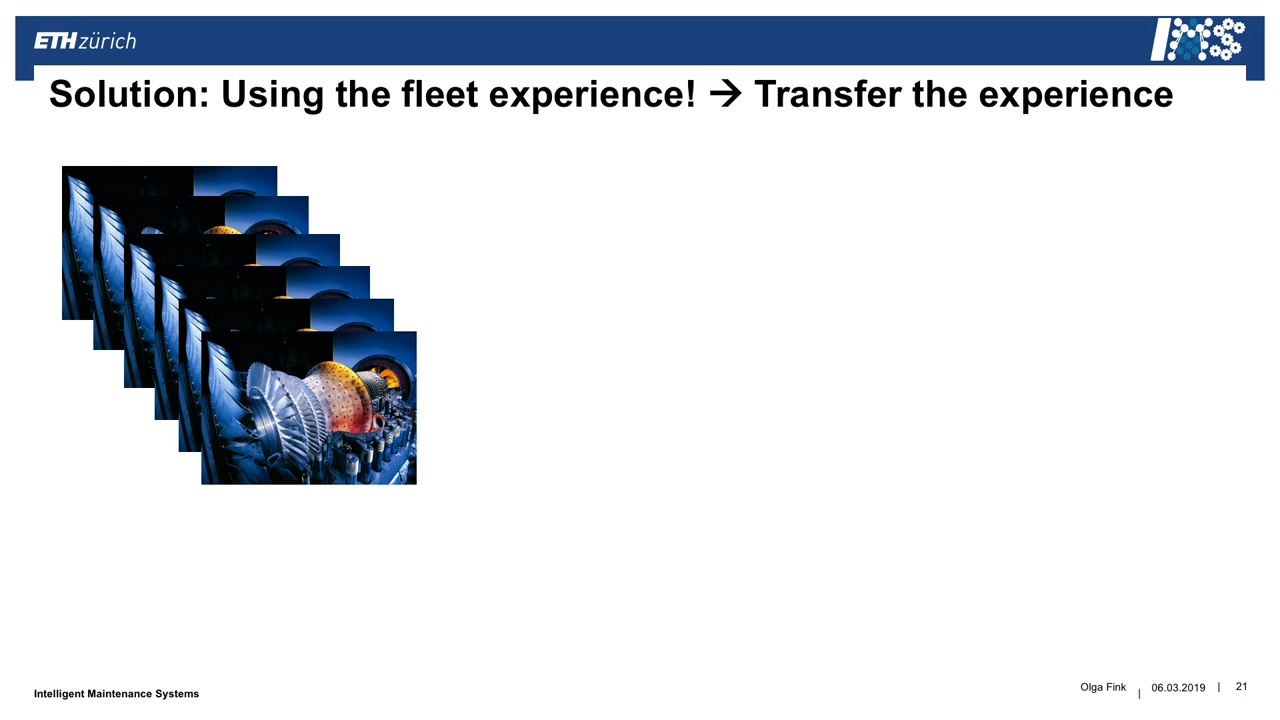 ETH zürich
IMS
Solution: Using the fleet experience! → Transfer the experience
Intelligent Maintenance Systems
Olga Fink | 06.03.2019 | 21